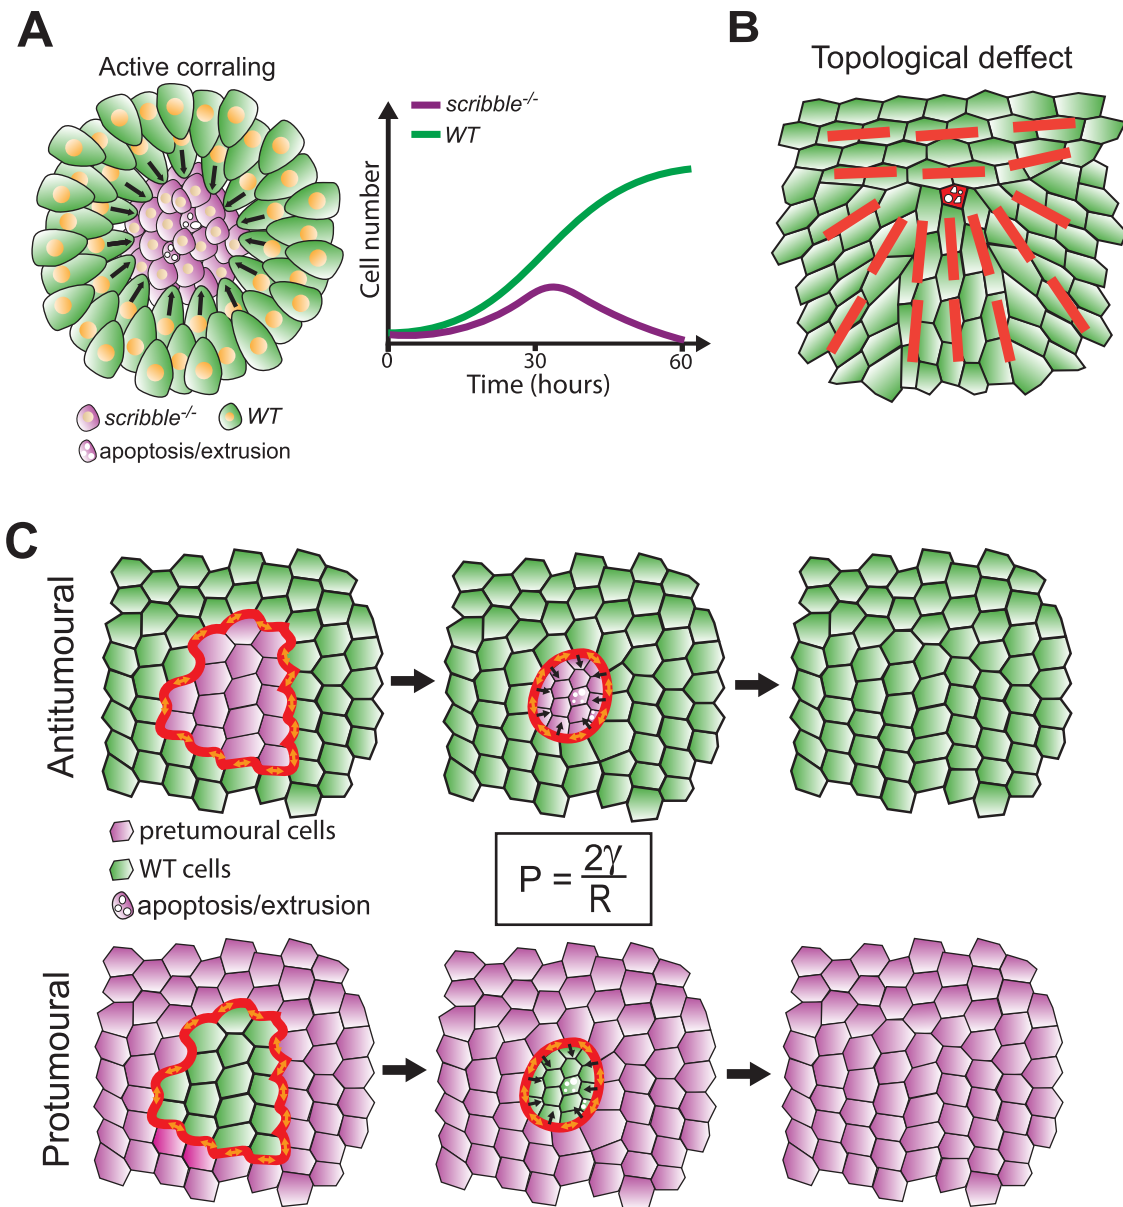 A
Active corraling
scribble-/-
WT
Cell number
0
30
60
Time (hours)
scribble-/-
WT
apoptosis/extrusion
B
Topological deffect
C
Antitumoural
pretumoural cells
WT cells
apoptosis/extrusion
P = 2γ/R
Protumoural